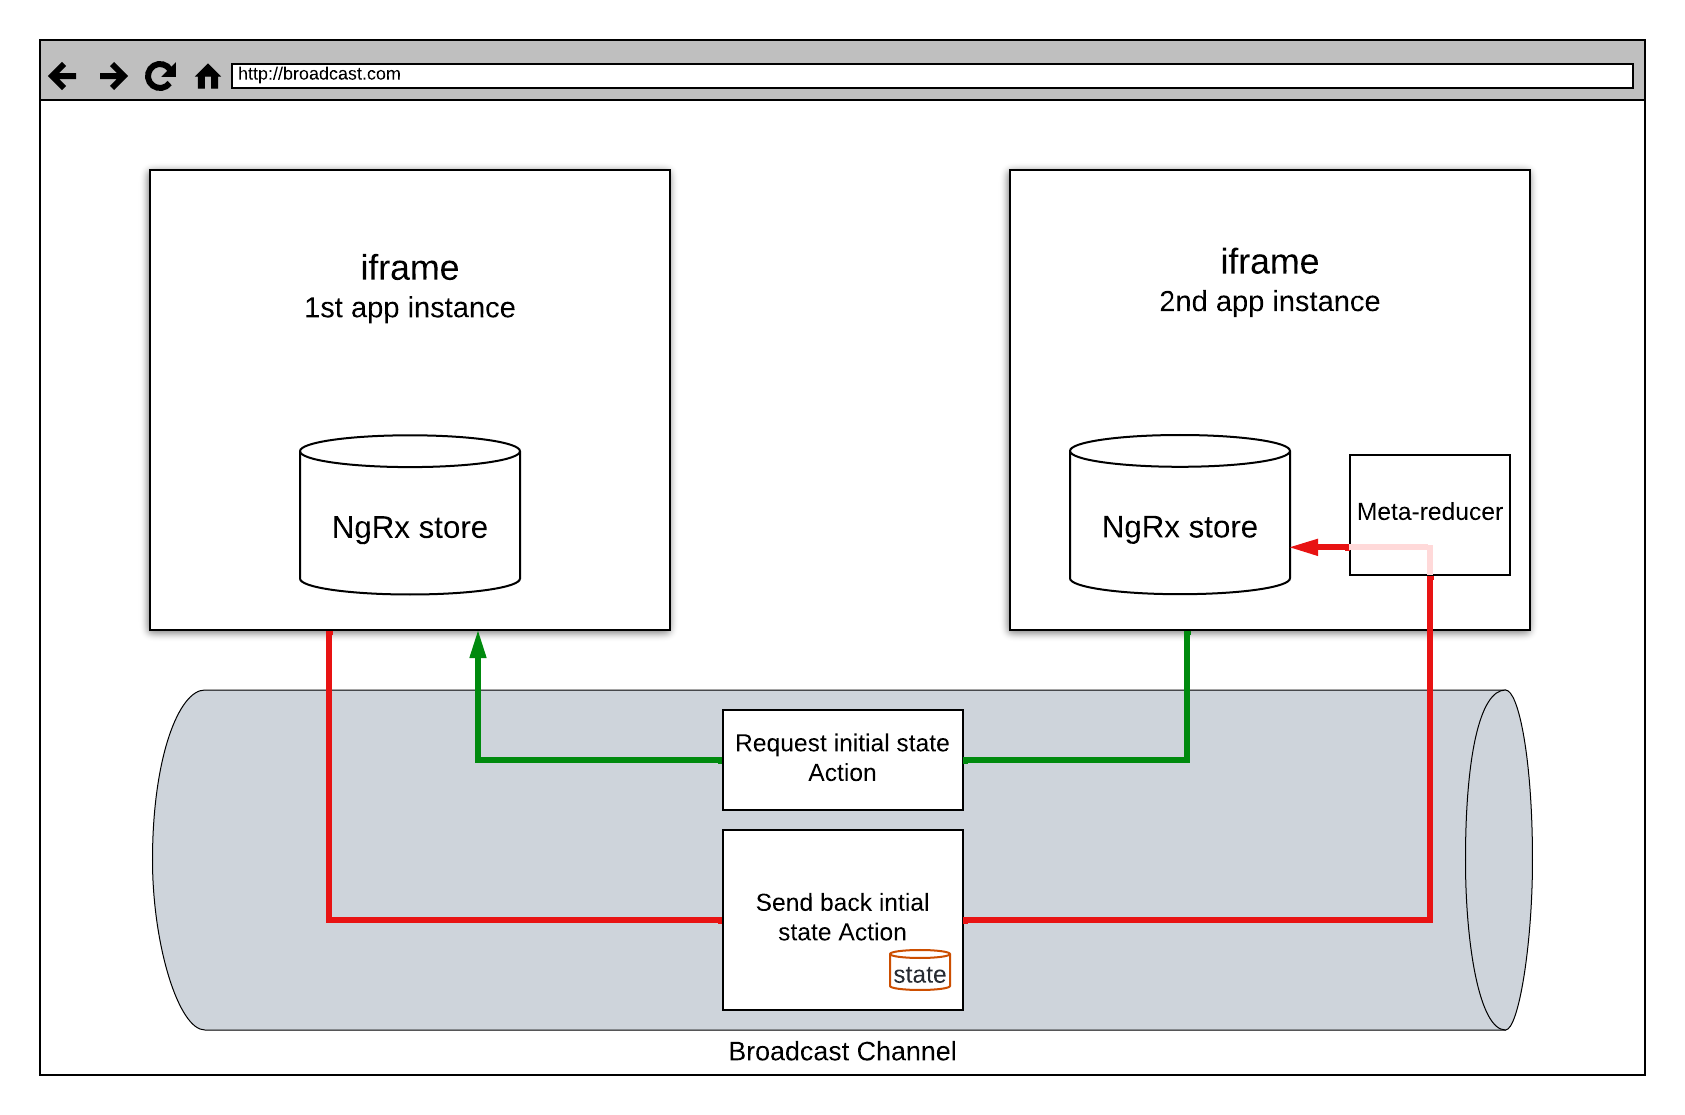 http://broadcast.com
iframe
1st app instance
NgRx store
iframe
2nd app instance
NgRx store
Meta-reducer
Request initial state
Action
Send back intial
state Action
state
Broadcast Channel